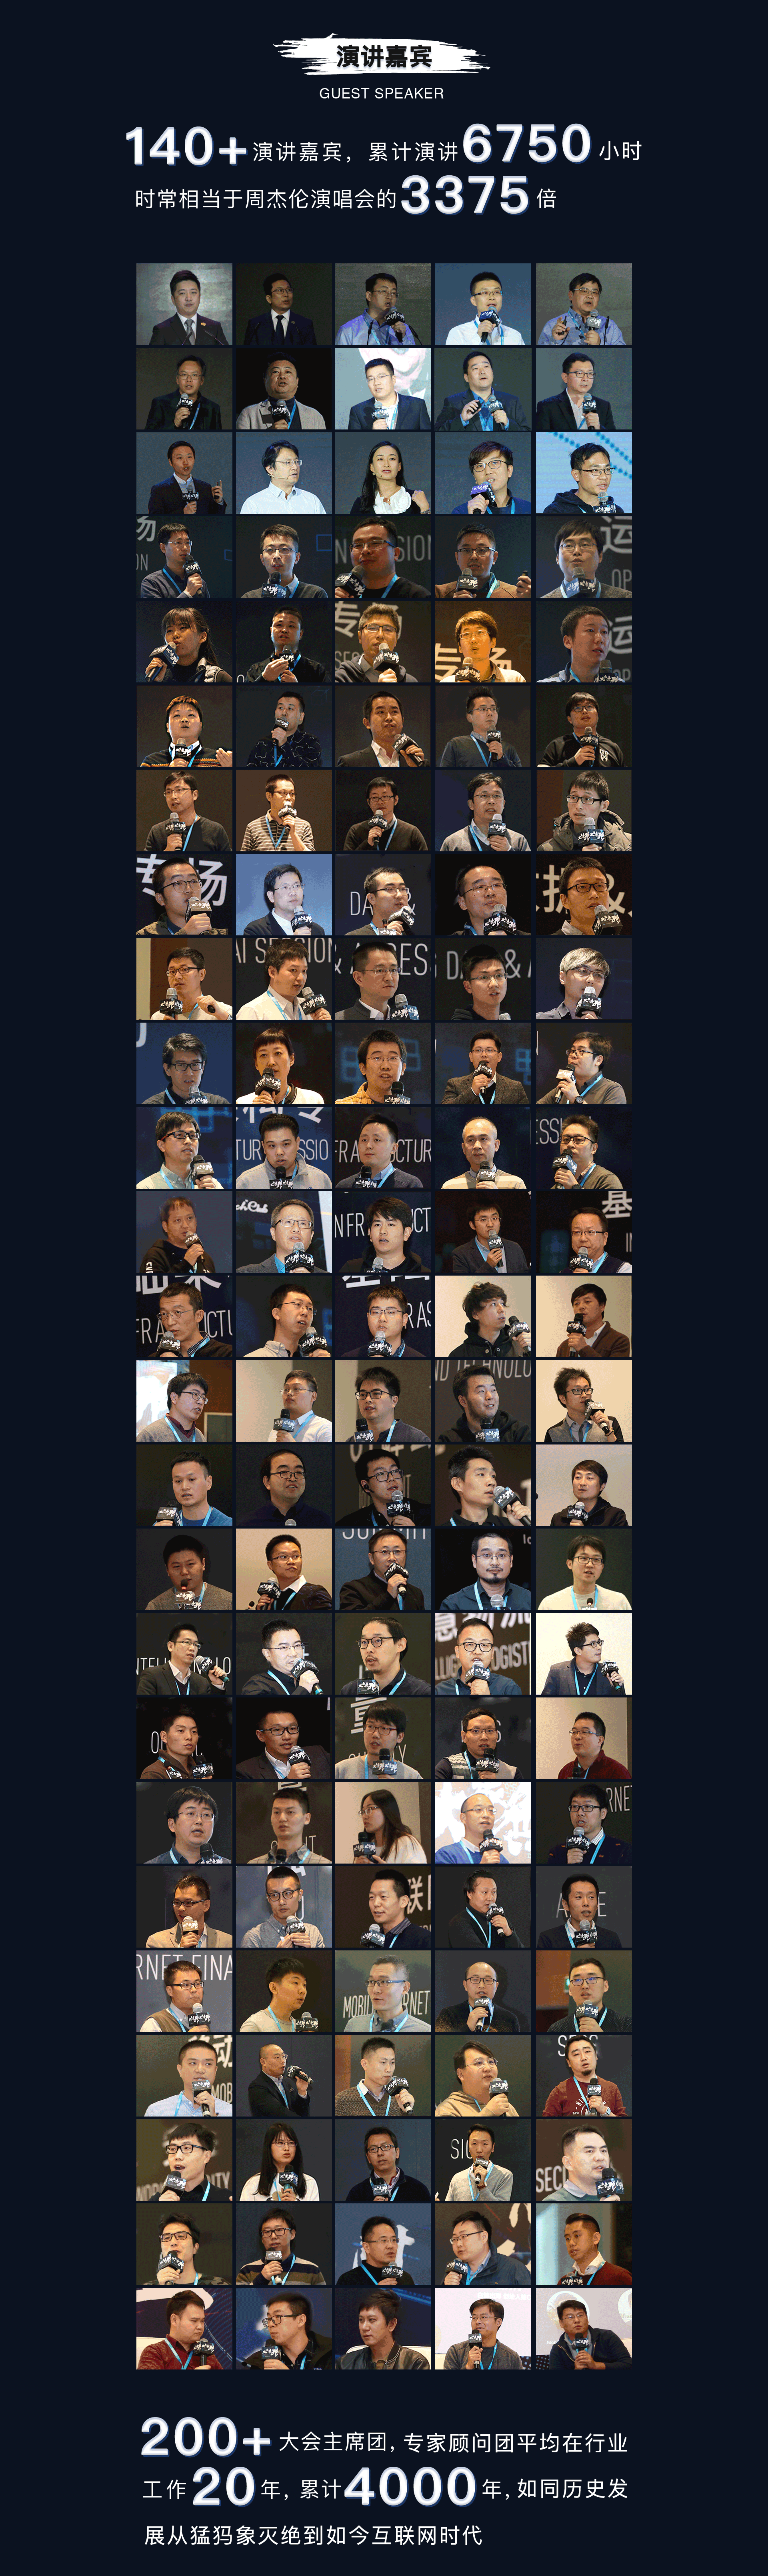 演讲嘉宾
GUEST SPEAKER
140+演讲嘉宾，累计演讲6750小时
时常相当于周杰伦演唱会的3375倍
200+大会主席团，专家顾问团平均在行业
工作20年，累计4000年，如同历史发
展从猛犸象灭绝到如今互联网时代